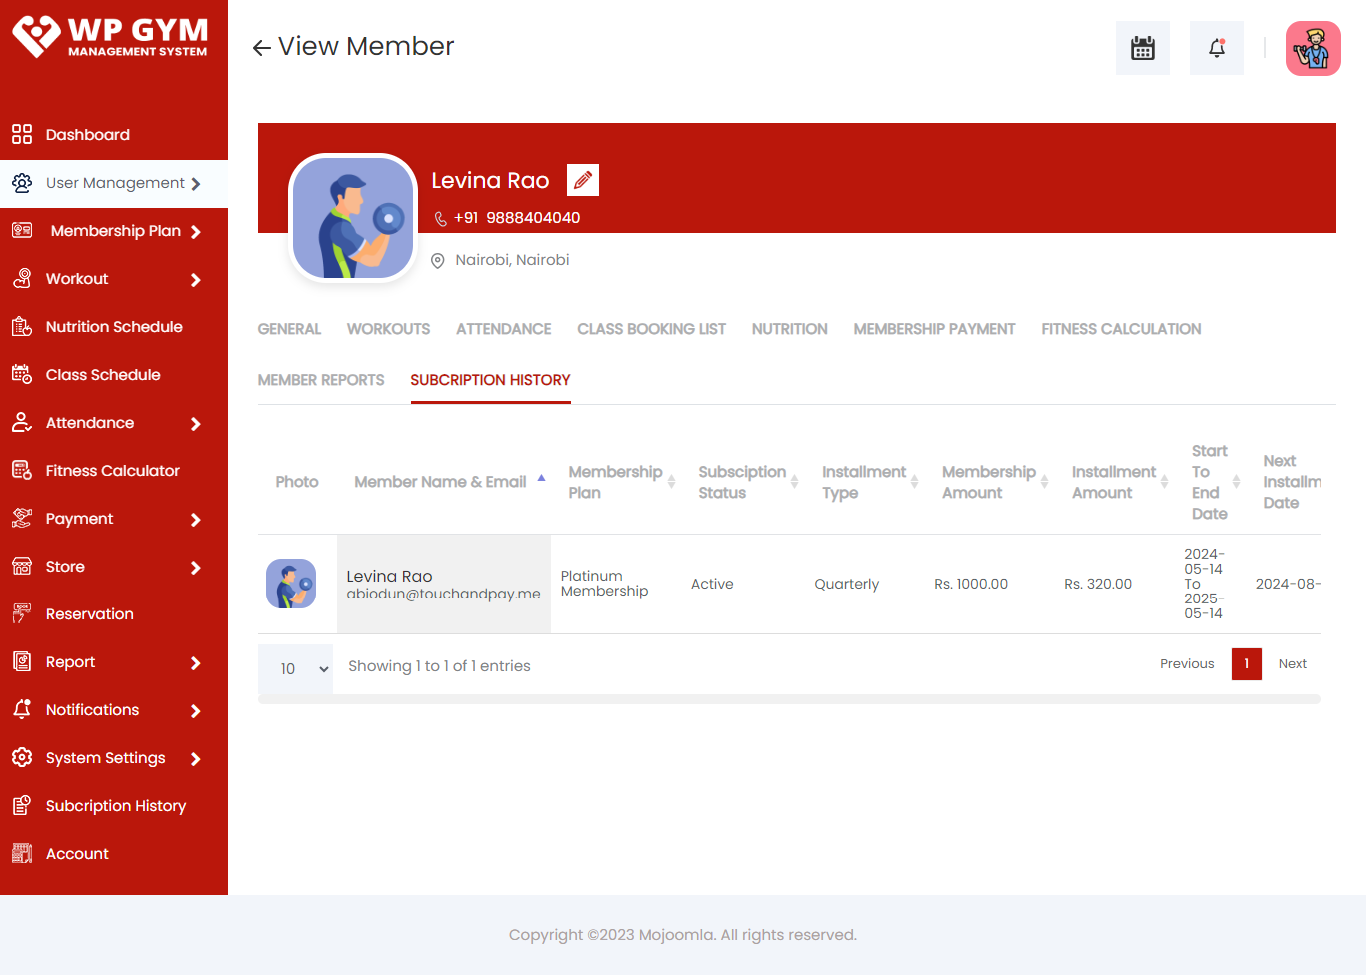 WP GYM
MANAGEMENT SYSTEM
View Member
Dashboard
User Management
Membership Plan
Workout
Nutrition Schedule
Class Schedule
Attendance
Fitness Calculator
Payment
Store
Reservation
Report
Notifications
System Settings
Subcription History
Account
Levina Rao
+91 9888404040
Nairobi, Nairobi
GENERAL WORKOUTS ATTENDANCE CLASS BOOKING LIST NUTRITION MEMBERSHIP PAYMENT FITNESS CALCULATION
MEMBER REPORTS SUBCRIPTION HISTORY
Photo
Member Name & Email
Membership
Plan
Subsciption
Status
Installment
Type
Membership
Amount
Installment
Amount
Start
To
End
Date
Next
Installm
Date
Levina Rao
abiodun@touchandpay.me
Platinum
Membership
Active
Quarterly
Rs. 1000.00
Rs. 320.00
2024-
05-14
To
2025-
05-14
2024-08-
10
Showing 1 to 1 of 1 entries
Previous 1 Next
Copyright ©2023 Mojoomla. All rights reserved.